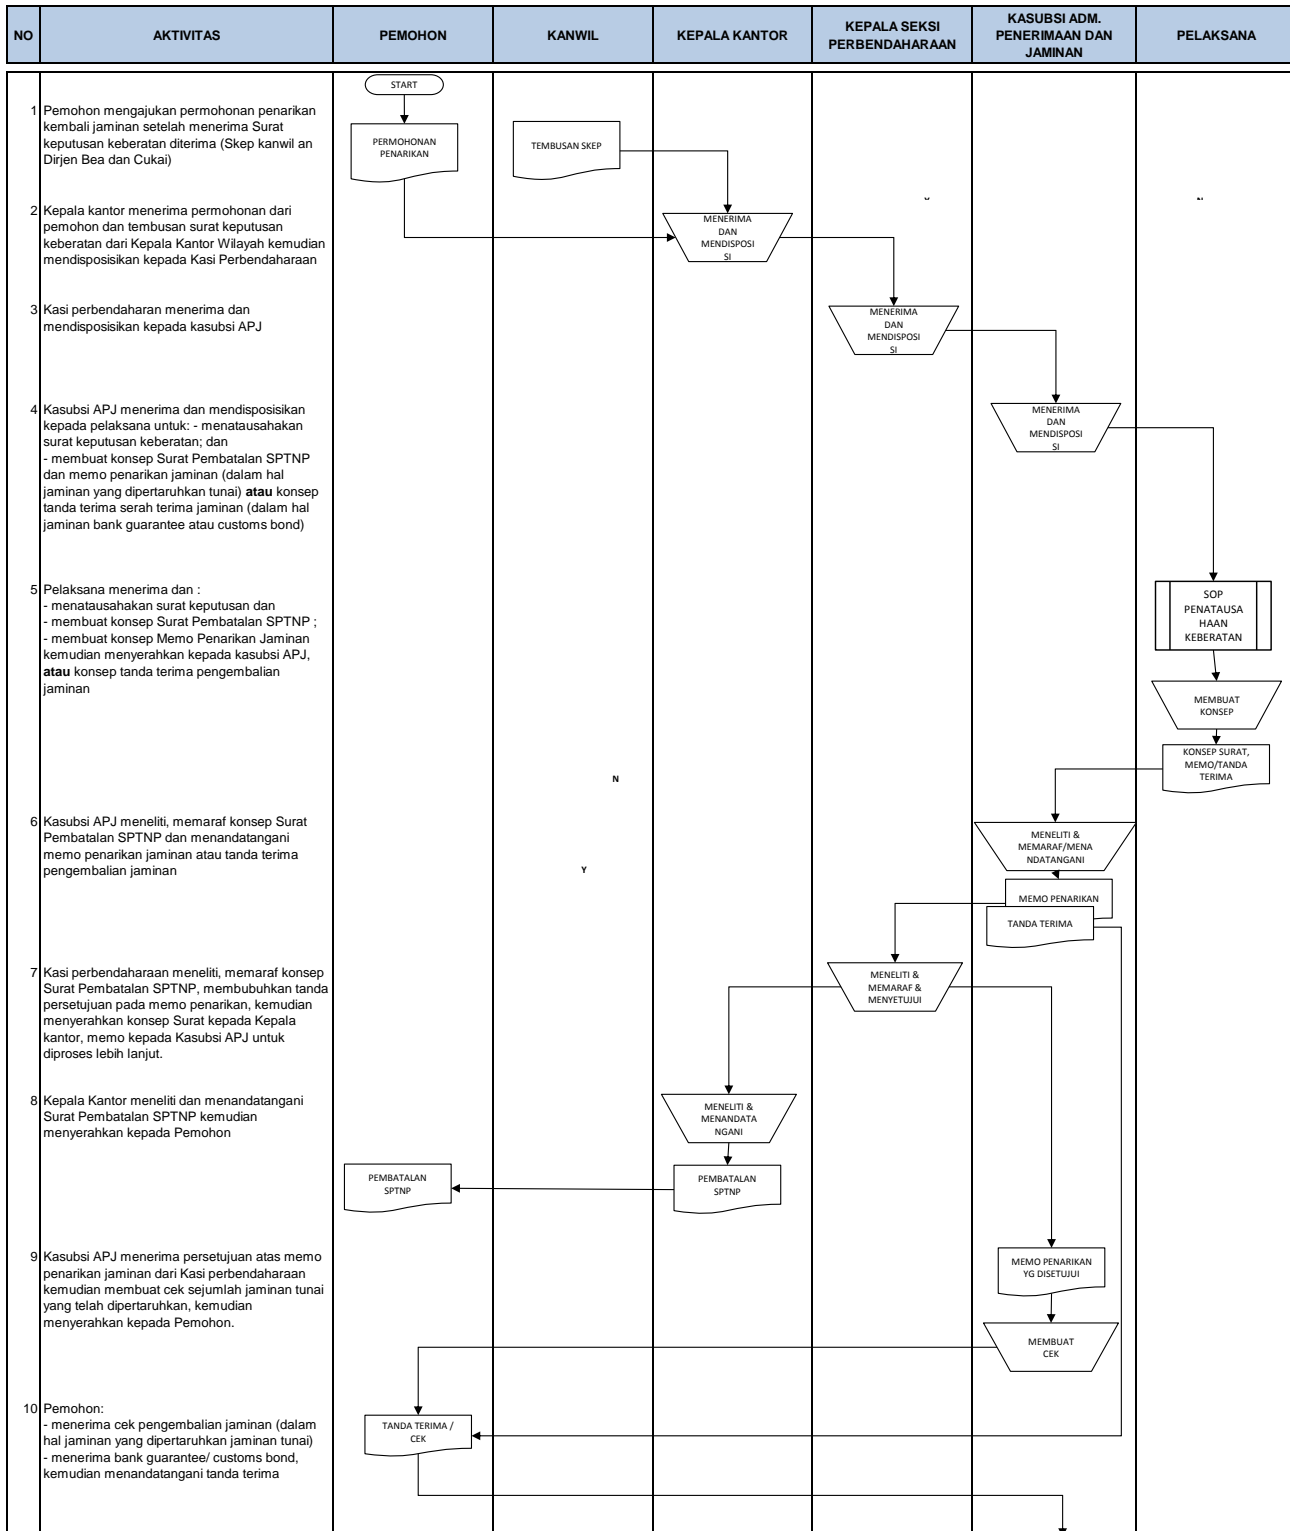 NO
AKTIVITAS
PEMOHON
KANWIL
KEPALA KANTOR
KEPALA SEKSI
PERBENDAHARAAN
KASUBSI ADM.
PENERIMAAN DAN
JAMINAN
PELAKSANA
START
1 Pemohon mengajukan permohonan penarikan
kembali jaminan setelah menerima Surat
keputusan keberatan diterima (Skep kanwil an
Dirjen Bea dan Cukai)
PERMOHONAN
PENARIKAN
TEMBUSAN SKEP
2 Kepala kantor menerima permohonan dari
pemohon dan tembusan surat keputusan
keberatan dari Kepala Kantor Wilayah kemudian
mendisposisikan kepada Kasi Perbendaharaan
MENERIMA
DAN
MENDISPOSI
SI
3 Kasi perbendaharan menerima dan
mendisposisikan kepada kasubsi APJ
MENERIMA
DAN
MENDISPOSI
SI
4 Kasubsi APJ menerima dan mendisposisikan
kepada pelaksana untuk: - menatausahakan
surat keputusan keberatan; dan
- membuat konsep Surat Pembatalan SPTNP
dan memo penarikan jaminan (dalam hal
jaminan yang dipertaruhkan tunai) atau konsep
tanda terima serah terima jaminan (dalam hal
jaminan bank guarantee atau customs bond)
MENERIMA
DAN
MENDISPOSI
SI
5 Pelaksana menerima dan :
- menatausahakan surat keputusan dan
- membuat konsep Surat Pembatalan SPTNP ;
- membuat konsep Memo Penarikan Jaminan
kemudian menyerahkan kepada kasubsi APJ,
atau konsep tanda terima pengembalian
jaminan
SOP
PENATAUSA
HAAN
KEBERATAN
MEMBUAT
KONSEP
KONSEP SURAT,
MEMO/TANDA
TERIMA
N
6 Kasubsi APJ meneliti, memaraf konsep Surat
Pembatalan SPTNP dan menandatangani
memo penarikan jaminan atau tanda terima
pengembalian jaminan
Y
MENELITI &
MEMARAF/MENA
NDATANGANI
MEMO PENARIKAN
TANDA TERIMA
7 Kasi perbendaharaan meneliti, memaraf konsep
Surat Pembatalan SPTNP, membubuhkan tanda
persetujuan pada memo penarikan, kemudian
menyerahkan konsep Surat kepada Kepala
kantor, memo kepada Kasubsi APJ untuk
diproses lebih lanjut.
MENELITI &
MEMARAF &
MENYETUJUI
8 Kepala Kantor meneliti dan menandatangani
Surat Pembatalan SPTNP kemudian
menyerahkan kepada Pemohon
MENELITI &
MENANDATA
NGANI
PEMBATALAN
SPTNP
PEMBATALAN
SPTNP
9 Kasubsi APJ menerima persetujuan atas memo
penarikan jaminan dari Kasi perbendaharaan
kemudian membuat cek sejumlah jaminan tunai
yang telah dipertaruhkan, kemudian
menyerahkan kepada Pemohon.
MEMO PENARIKAN
YG DISETUJUI
MEMBUAT
CEK
10 Pemohon:
- menerima cek pengembalian jaminan (dalam
hal jaminan yang dipertaruhkan jaminan tunai)
- menerima bank guarantee/ customs bond,
kemudian menandatangani tanda terima
TANDA TERIMA /
CEK